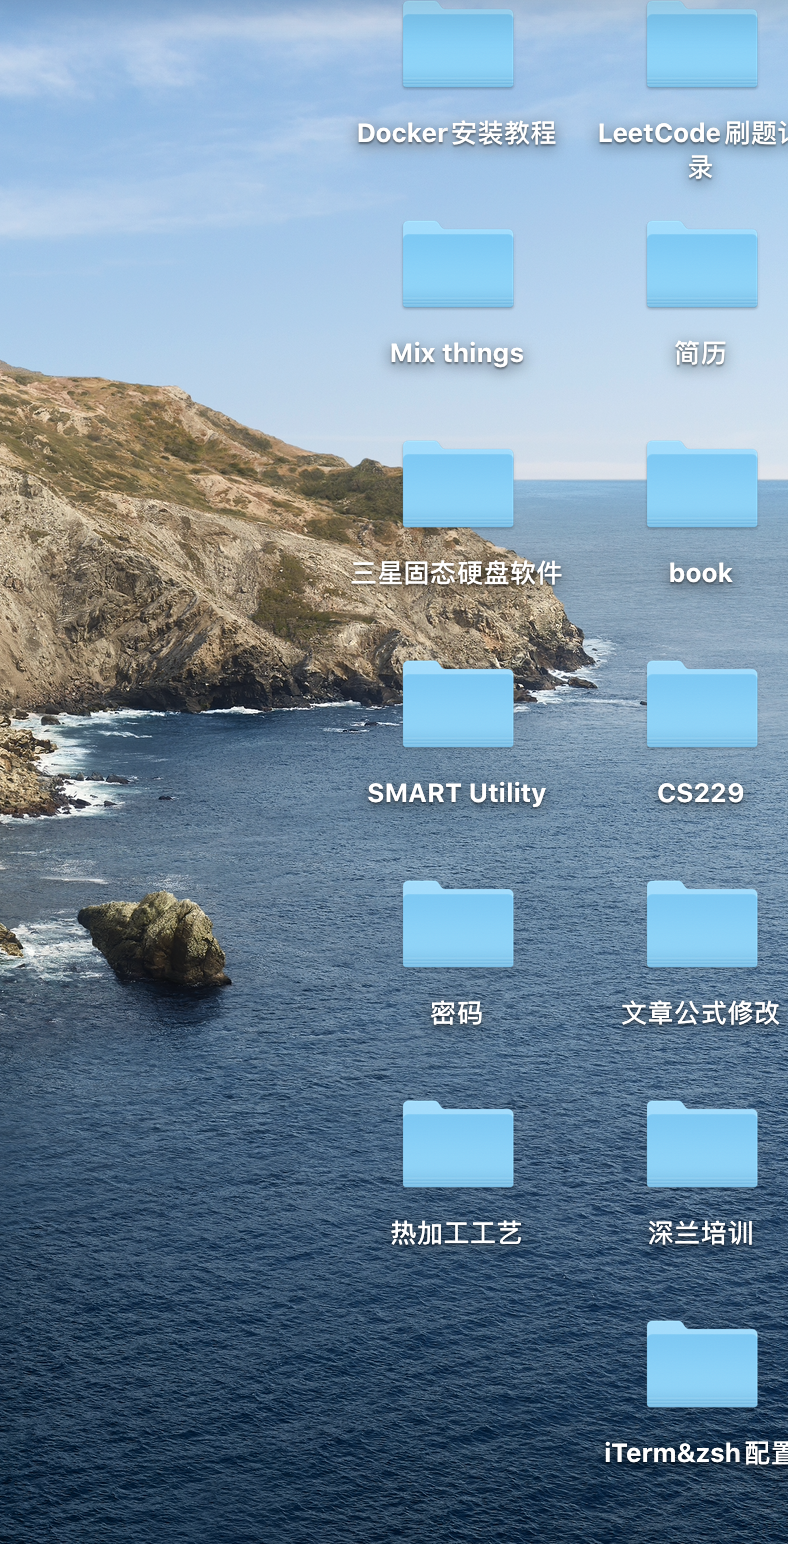 Docker安装教程
LeetCode刷题记
录
Mix things
简历
三星固态硬盘软件
book
SMART Utility
CS229
密码
文章公式修改
热加工工艺
深兰培训
iTerm&zsh配置